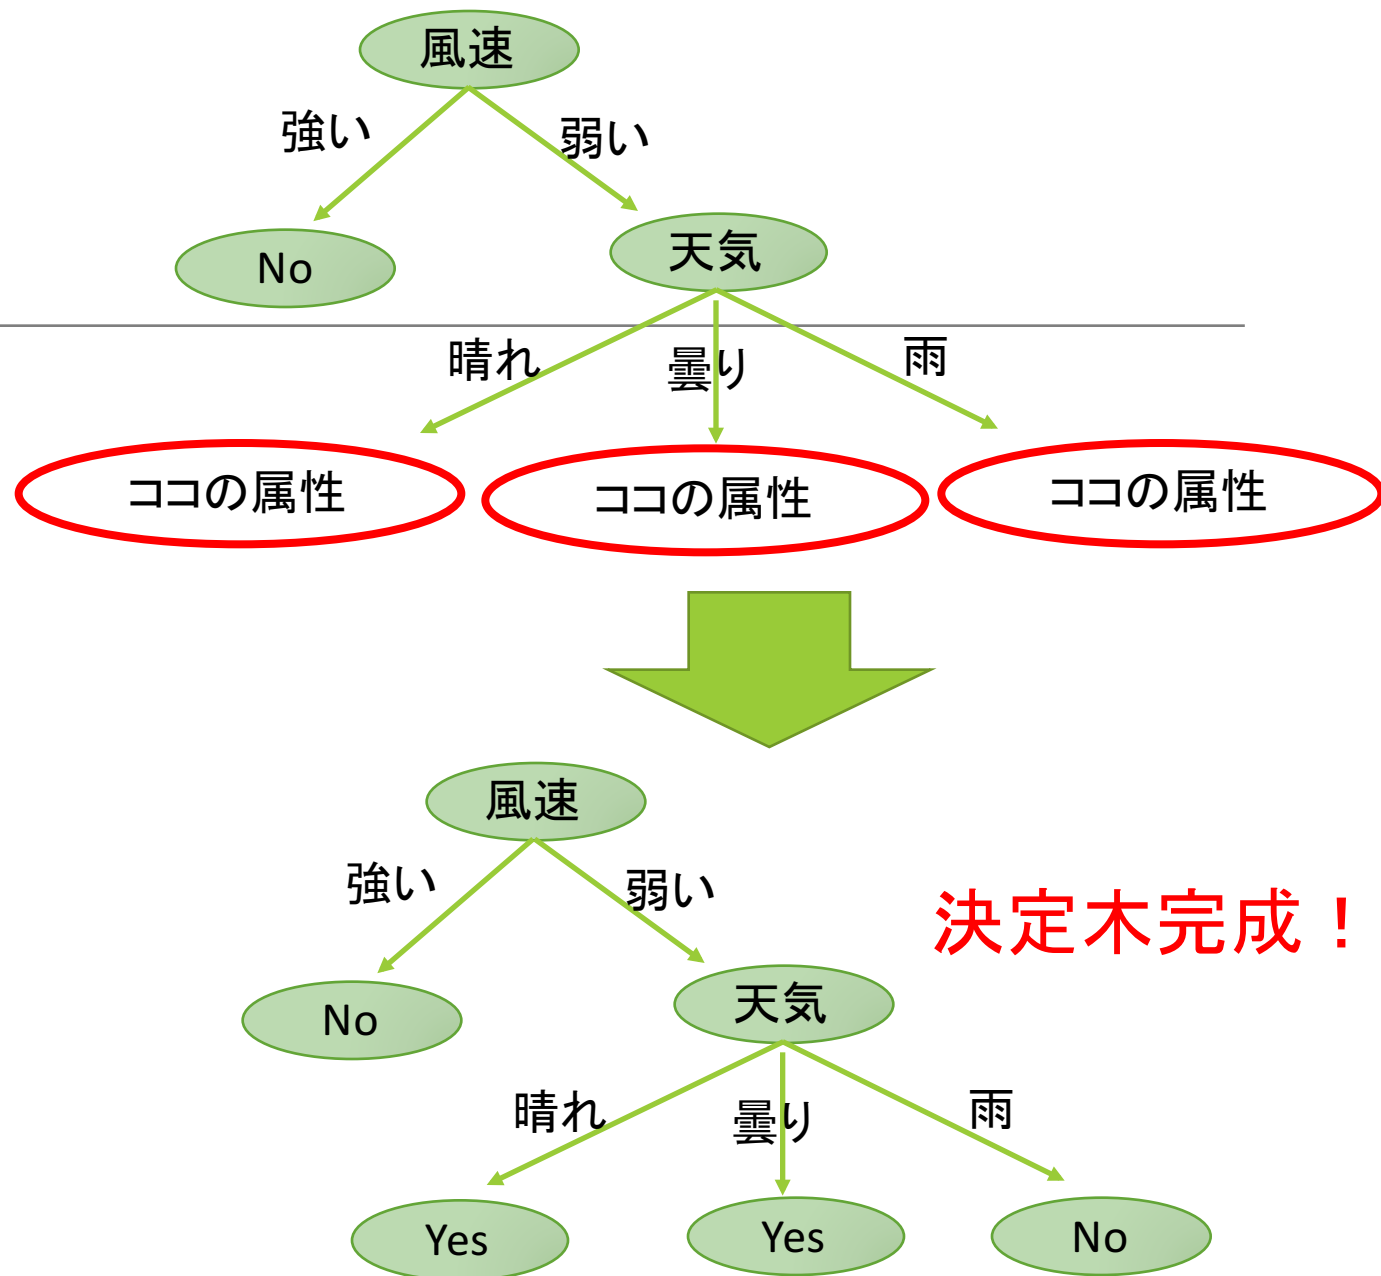 風速
強い
弱い
No
天気
晴れ
曇り
雨
ココの属性
ココの属性
ココの属性
風速
強い
弱い
決定木完成！
No
天気
晴れ
曇り
雨
Yes
Yes
No